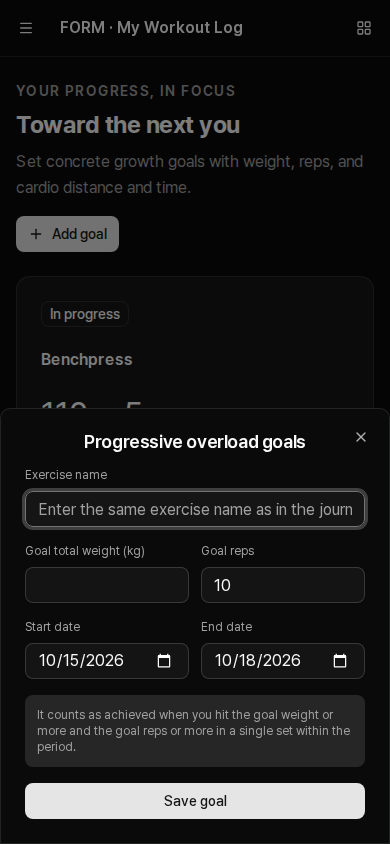 FORM · My Workout Log
YOUR PROGRESS, IN FOCUS
Toward the next you
Set concrete growth goals with weight, reps, and
cardio distance and time.
Add goal
In progress
Benchpress
Progressive overload goals
Exercise name
Enter the same exercise name as in the journ
Goal total weight (kg)
Goal reps
10
Start date
End date
10/15/2026
10/18/2026
It counts as achieved when you hit the goal weight or
more and the goal reps or more in a single set within the
period.
Save goal